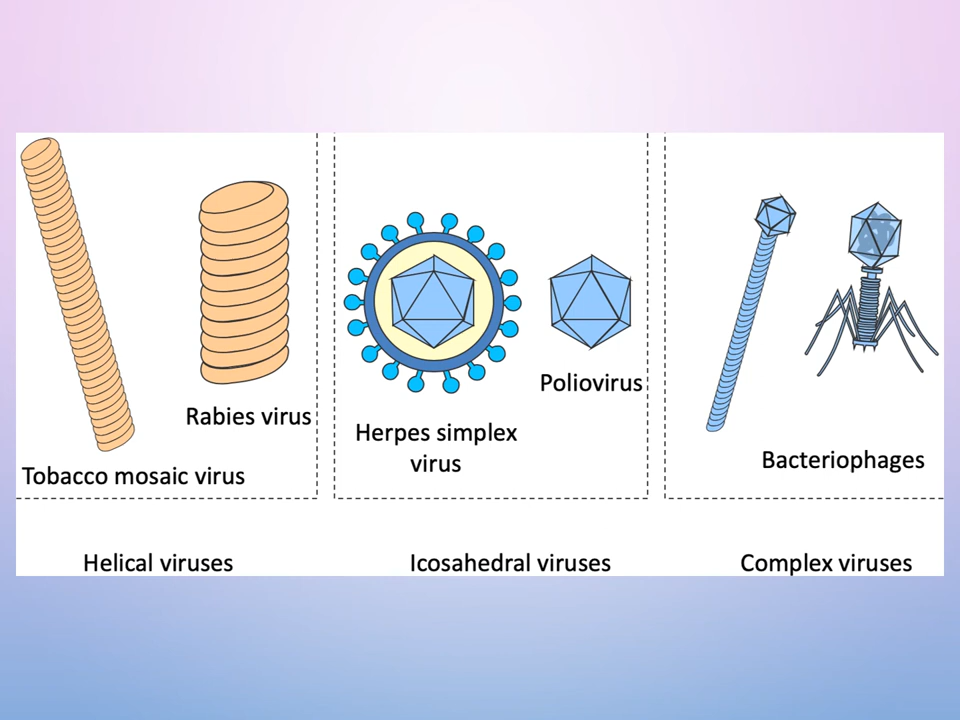 Tobacco mosaic virus
Rabies virus
Helical viruses
Herpes simplex
virus
Poliovirus
Icosahedral viruses
Bacteriophages
Complex viruses